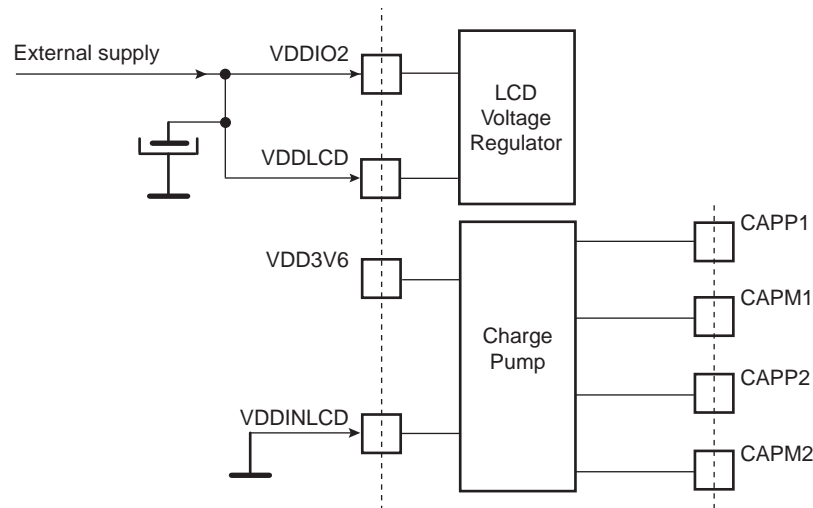 External supply
VDDIO2
LCD
Voltage
Regulator
VDDLCD
CAPP1
VDD3V6
CAPM1
Charge
Pump
CAPP2
VDDINLCD
CAPM2